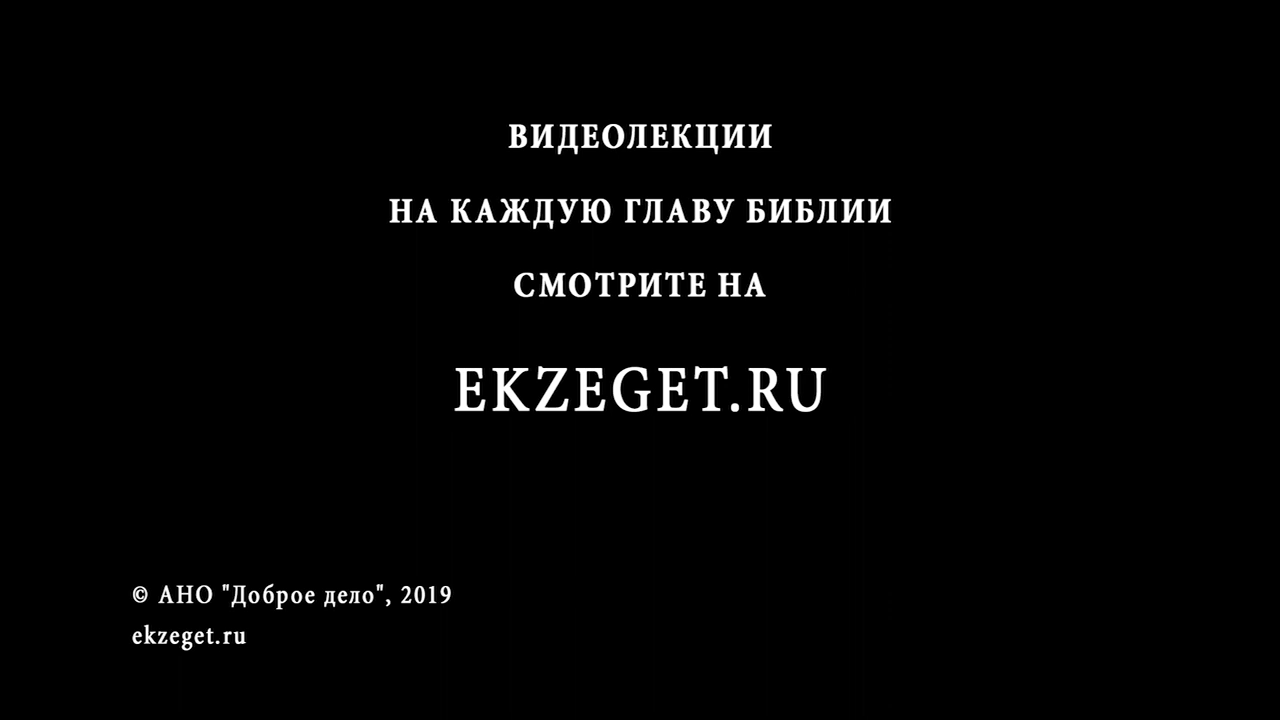 ВИДЕОЛЕКЦИИ
НА КАЖДУЮ ГЛАВУ БИБЛИИ
СМОТРИТЕ НА
EKZEGET.RU
© АНО "Доброе дело", 2019
ekzeget.ru